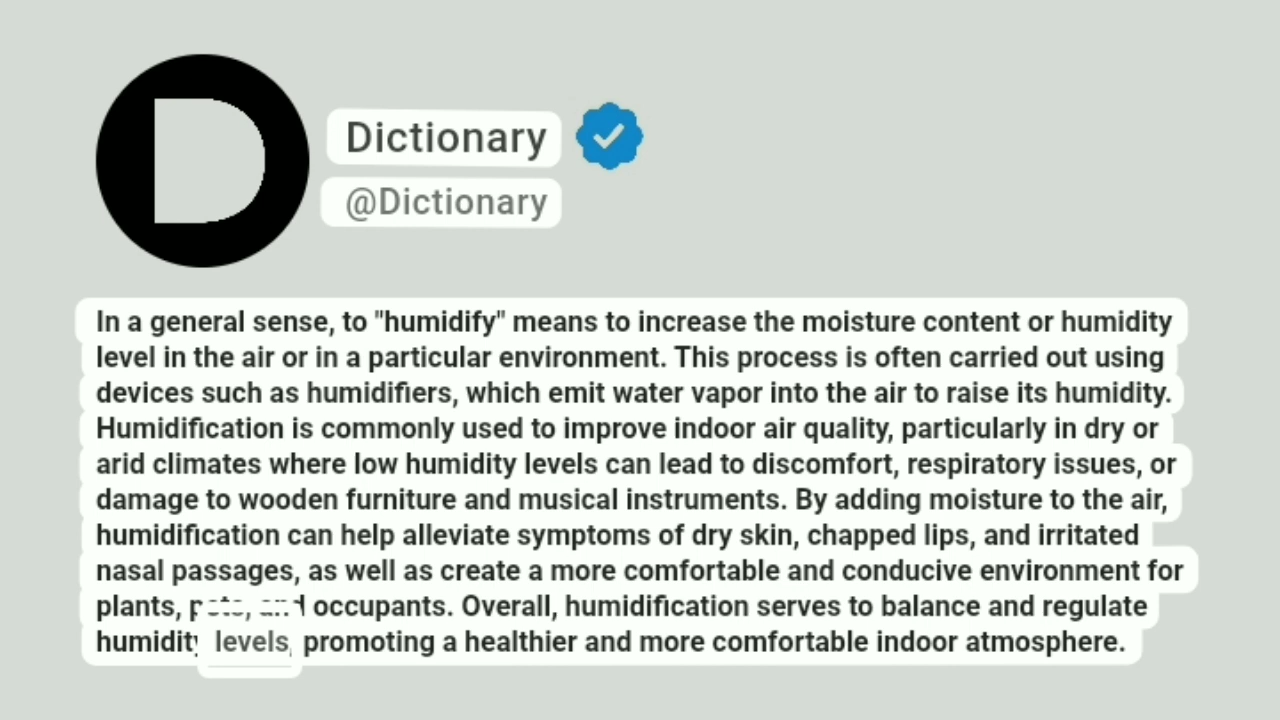 D
Dictionary
@Dictionary
In a general sense, to "humidify" means to increase the moisture content or humidity
level in the air or in a particular environment. This process is often carried out using
devices such as humidifiers, which emit water vapor into the air to raise its humidity.
Humidification is commonly used to improve indoor air quality, particularly in dry or
arid climates where low humidity levels can lead to discomfort, respiratory issues, or
damage to wooden furniture and musical instruments. By adding moisture to the air,
humidification can help alleviate symptoms of dry skin, chapped lips, and irritated
nasal passages, as well as create a more comfortable and conducive environment for
plants, pets, and occupants. Overall, humidification serves to balance and regulate
humidity levels, promoting a healthier and more comfortable indoor atmosphere.